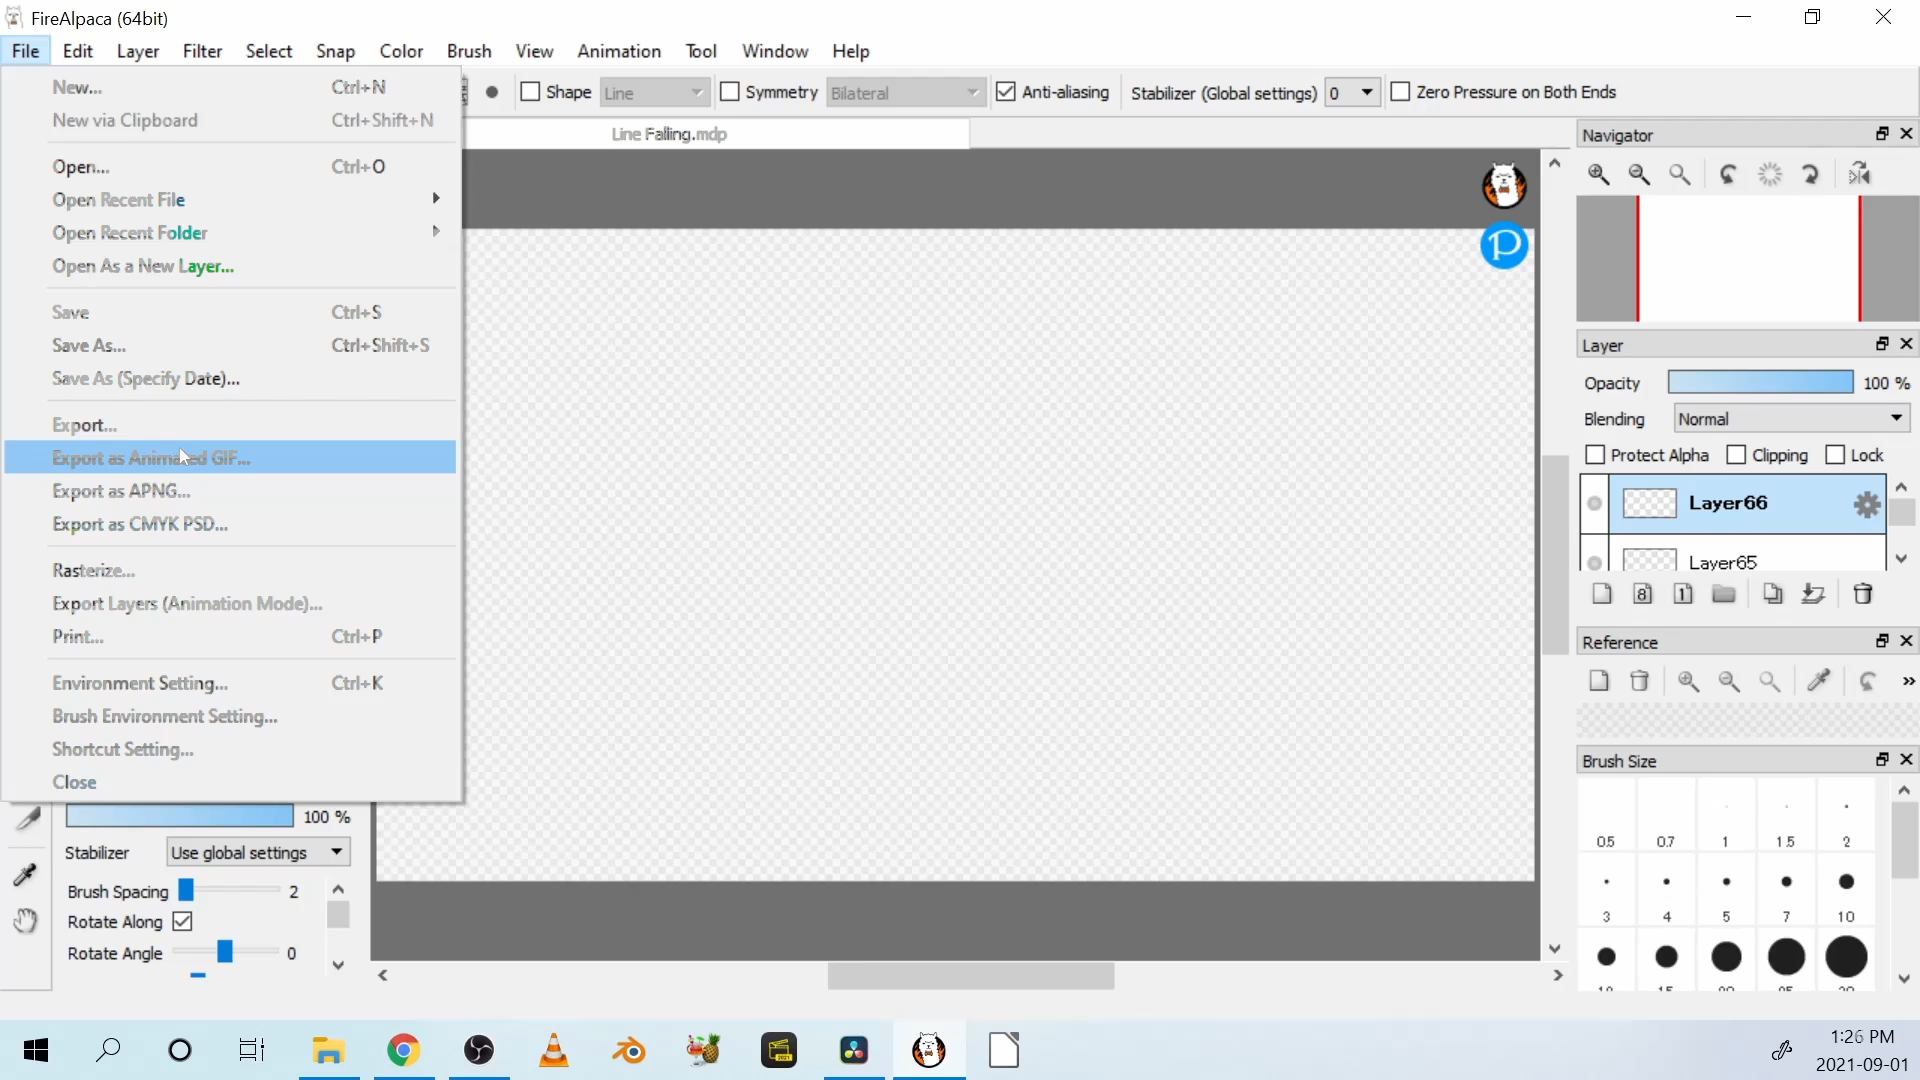 FireAlpaca (64bit)
File Edit Layer Filter Select Snap Color Brush View Animation Tool Window Help
New... Ctrl+N
New via Clipboard Ctrl+Shift+N
Open... Ctrl+O
Open Recent File
Open Recent Folder
Open As a New Layer...
Save Ctrl+S
Save As... Ctrl+Shift+S
Save As (Specify Date)...
Export...
Export as Animated GIF...
Export as APNG...
Export as CMYK PSD...
Rasterize...
Export Layers (Animation Mode)...
Print... Ctrl+P
Environment Setting... Ctrl+K
Brush Environment Setting...
Shortcut Setting...
Close
Shape Line Symmetry Bilateral Anti-aliasing Stabilizer (Global settings) 0 Zero Pressure on Both Ends
Line Falling.mdp
P
100 %
Stabilizer Use global settings
Brush Spacing 2
Rotate Along
Rotate Angle 0
Navigator
Layer
Opacity 100 %
Blending Normal
Protect Alpha Clipping Lock
Layer66
Layer65
8 1
Reference
»
Brush Size
0.5 0.7 1 1.5 2
3 4 5 7 10
1:26 PM
2021-09-01